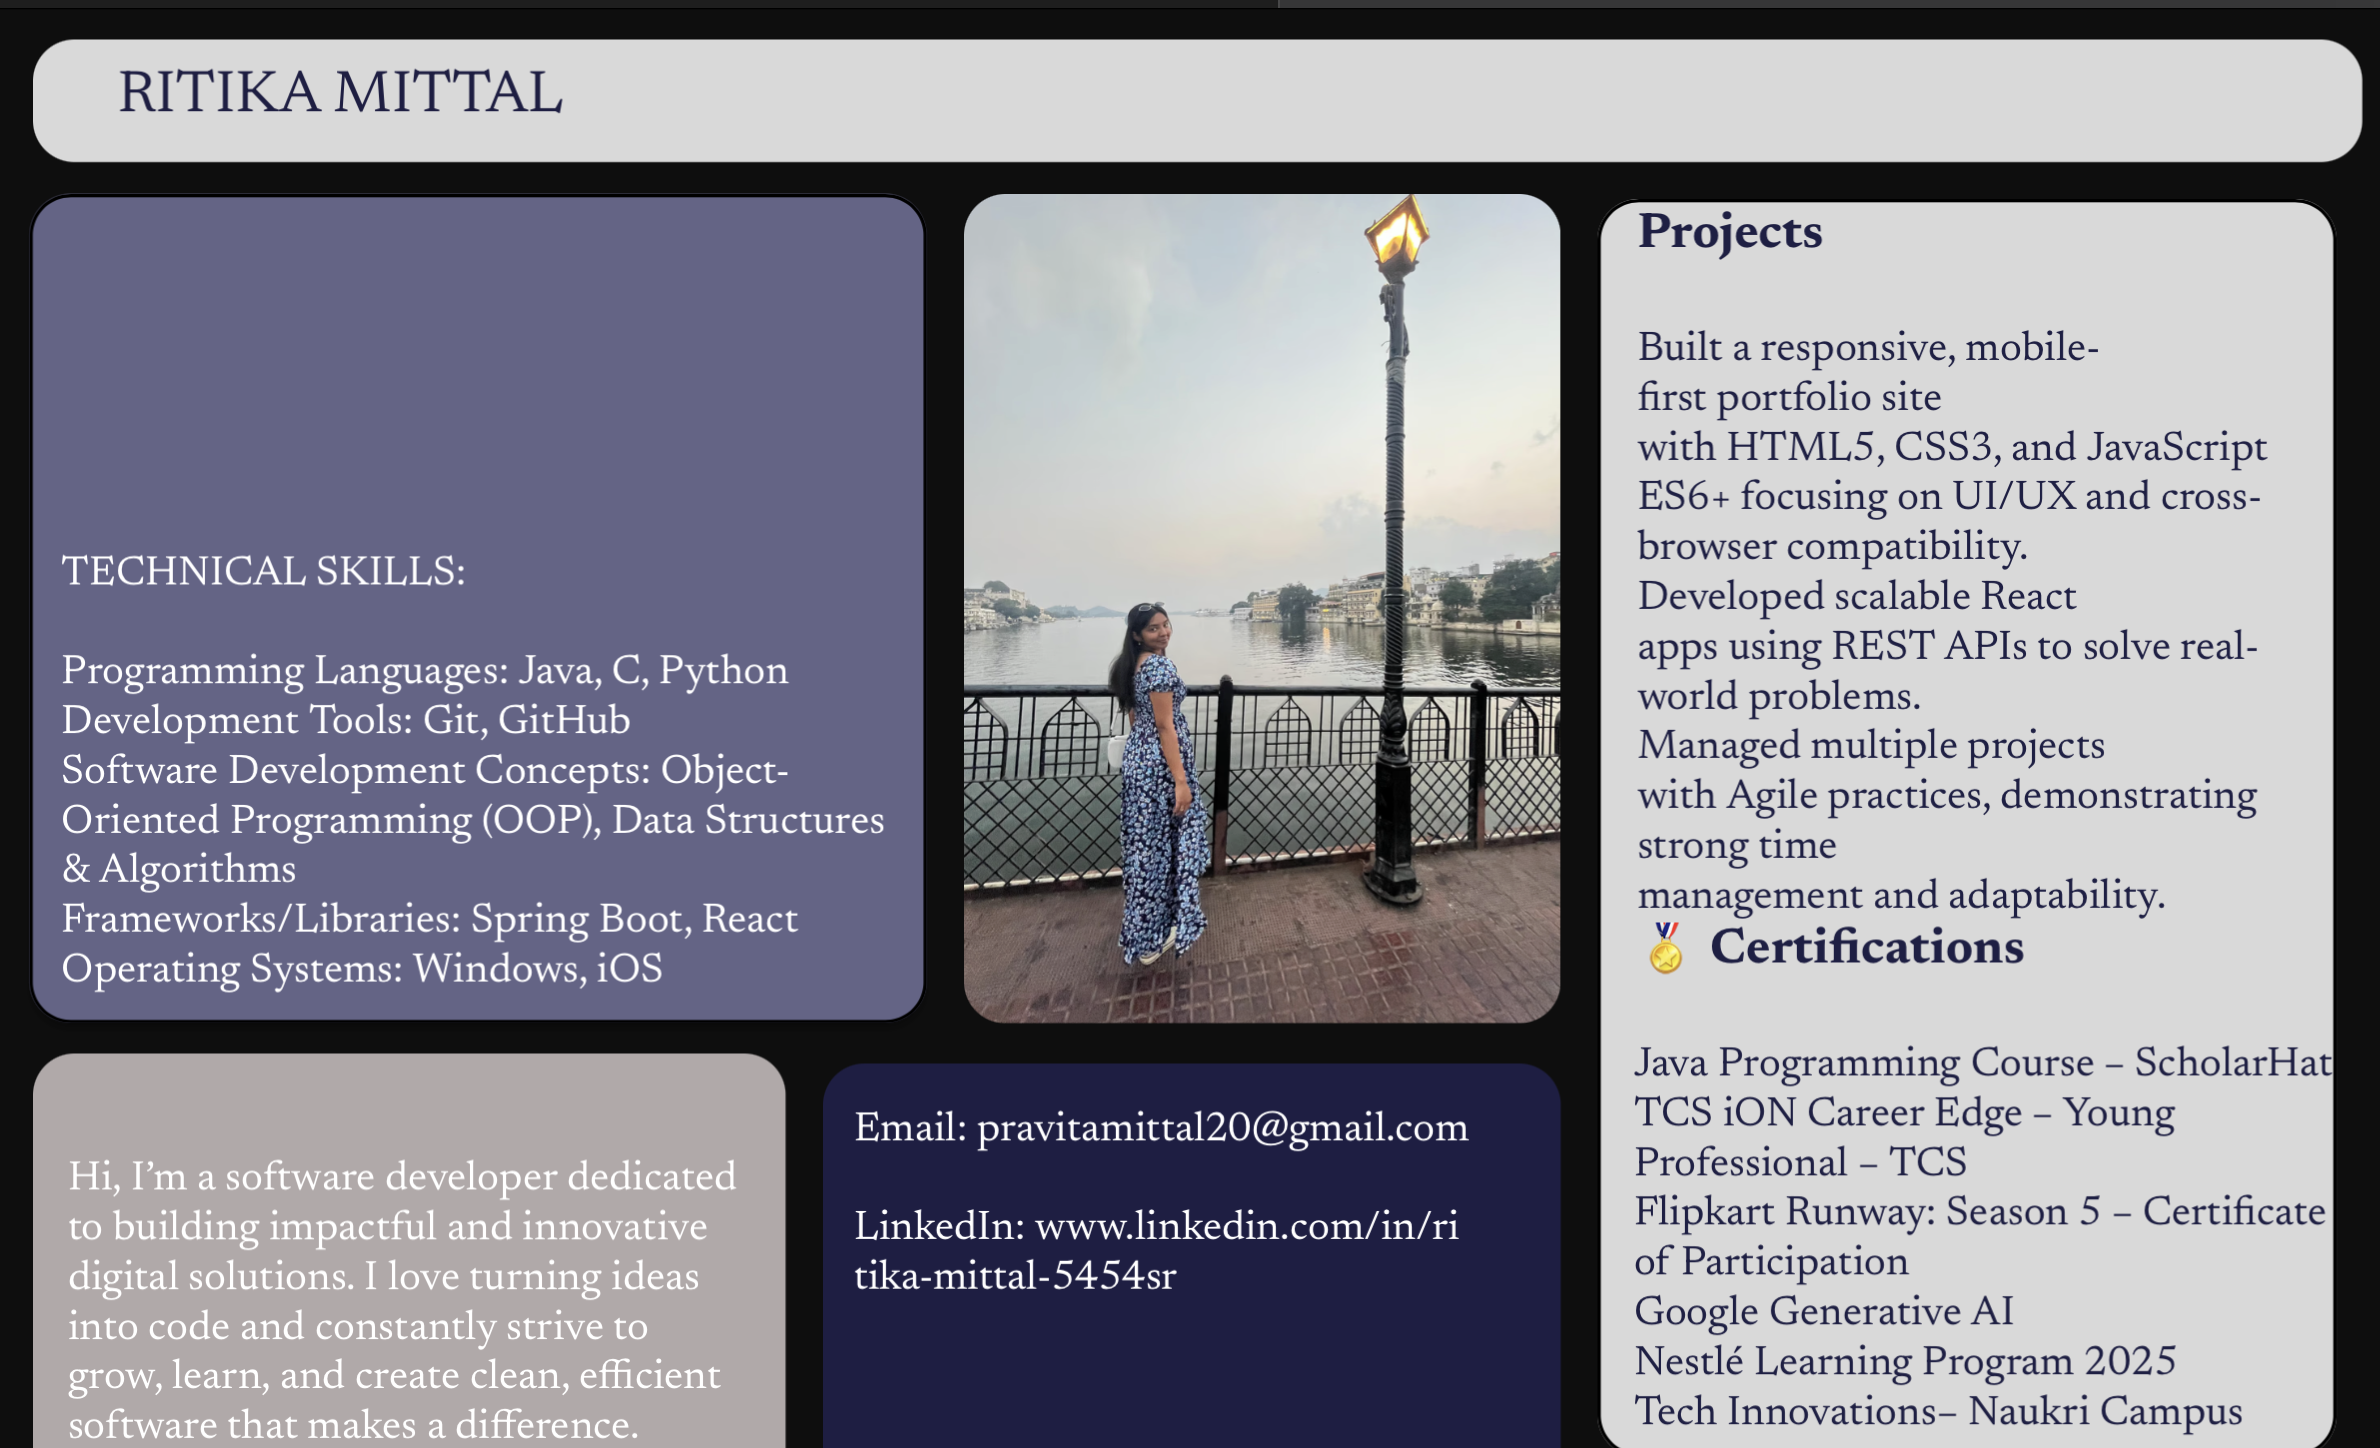 RITIKA MITTAL
TECHNICAL SKILLS:
Programming Languages: Java, C, Python
Development Tools: Git, GitHub
Software Development Concepts: Object-
Oriented Programming (OOP), Data Structures
& Algorithms
Frameworks/Libraries: Spring Boot, React
Operating Systems: Windows, iOS
Projects
Built a responsive, mobile-
first portfolio site
with HTML5, CSS3, and JavaScript
ES6+ focusing on UI/UX and cross-
browser compatibility.
Developed scalable React
apps using REST APIs to solve real-
world problems.
Managed multiple projects
with Agile practices, demonstrating
strong time
management and adaptability.
🏅 Certifications
Java Programming Course – ScholarHat
TCS iON Career Edge – Young
Professional – TCS
Flipkart Runway: Season 5 – Certificate
of Participation
Google Generative AI
Nestlé Learning Program 2025
Tech Innovations– Naukri Campus
Hi, I’m a software developer dedicated
to building impactful and innovative
digital solutions. I love turning ideas
into code and constantly strive to
grow, learn, and create clean, efficient
software that makes a difference.
Email: pravitamittal20@gmail.com
LinkedIn: www.linkedin.com/in/ri
tika-mittal-5454sr